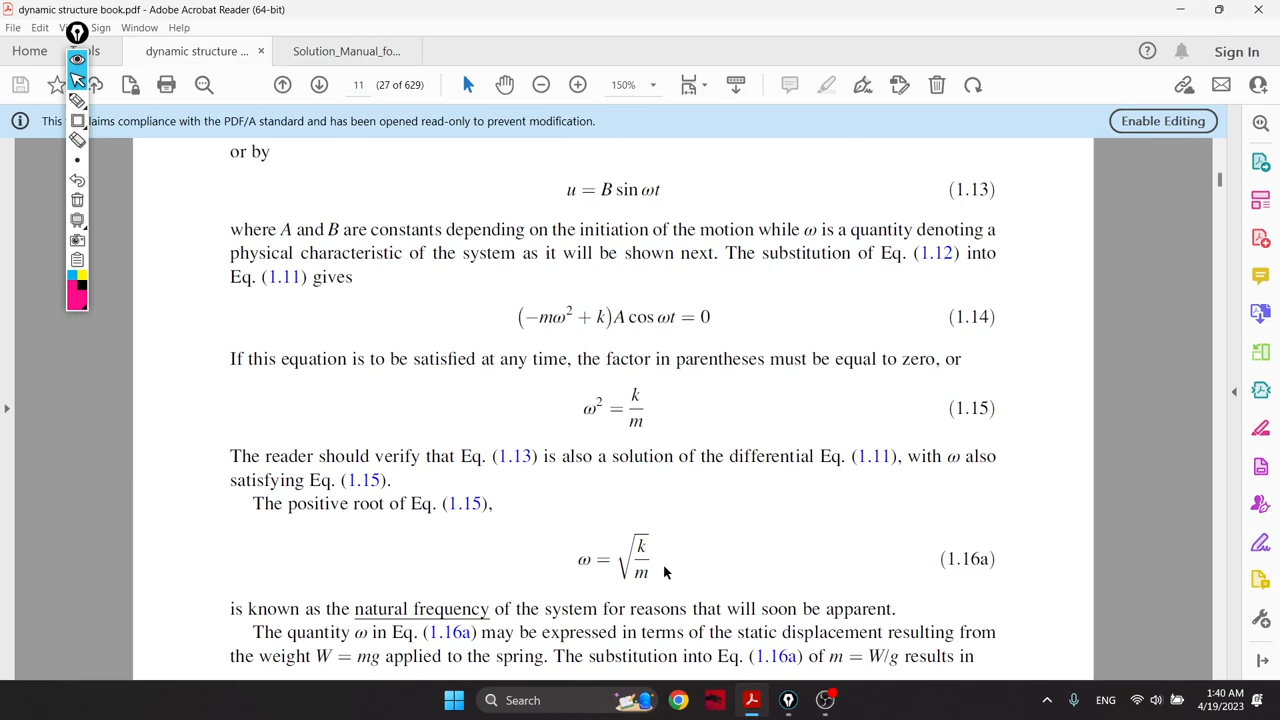 dynamic structure book.pdf - Adobe Acrobat Reader (64-bit)
File Edit Vi Sign Window Help
Home Tools dynamic structure ... × Solution_Manual_fo... Sign In
11 (27 of 629) 150%
This laims compliance with the PDF/A standard and has been opened read-only to prevent modification. Enable Editing
or by
u = B sin ωt (1.13)
where A and B are constants depending on the initiation of the motion while ω is a quantity denoting a
physical characteristic of the system as it will be shown next. The substitution of Eq. (1.12) into
Eq. (1.11) gives
(−mω² + k)A cos ωt = 0 (1.14)
If this equation is to be satisfied at any time, the factor in parentheses must be equal to zero, or
ω² = k/m (1.15)
The reader should verify that Eq. (1.13) is also a solution of the differential Eq. (1.11), with ω also
satisfying Eq. (1.15).
The positive root of Eq. (1.15),
ω = √(k/m) (1.16a)
is known as the natural frequency of the system for reasons that will soon be apparent.
The quantity ω in Eq. (1.16a) may be expressed in terms of the static displacement resulting from
the weight W = mg applied to the spring. The substitution into Eq. (1.16a) of m = W/g results in
Search ENG 1:40 AM
4/19/2023